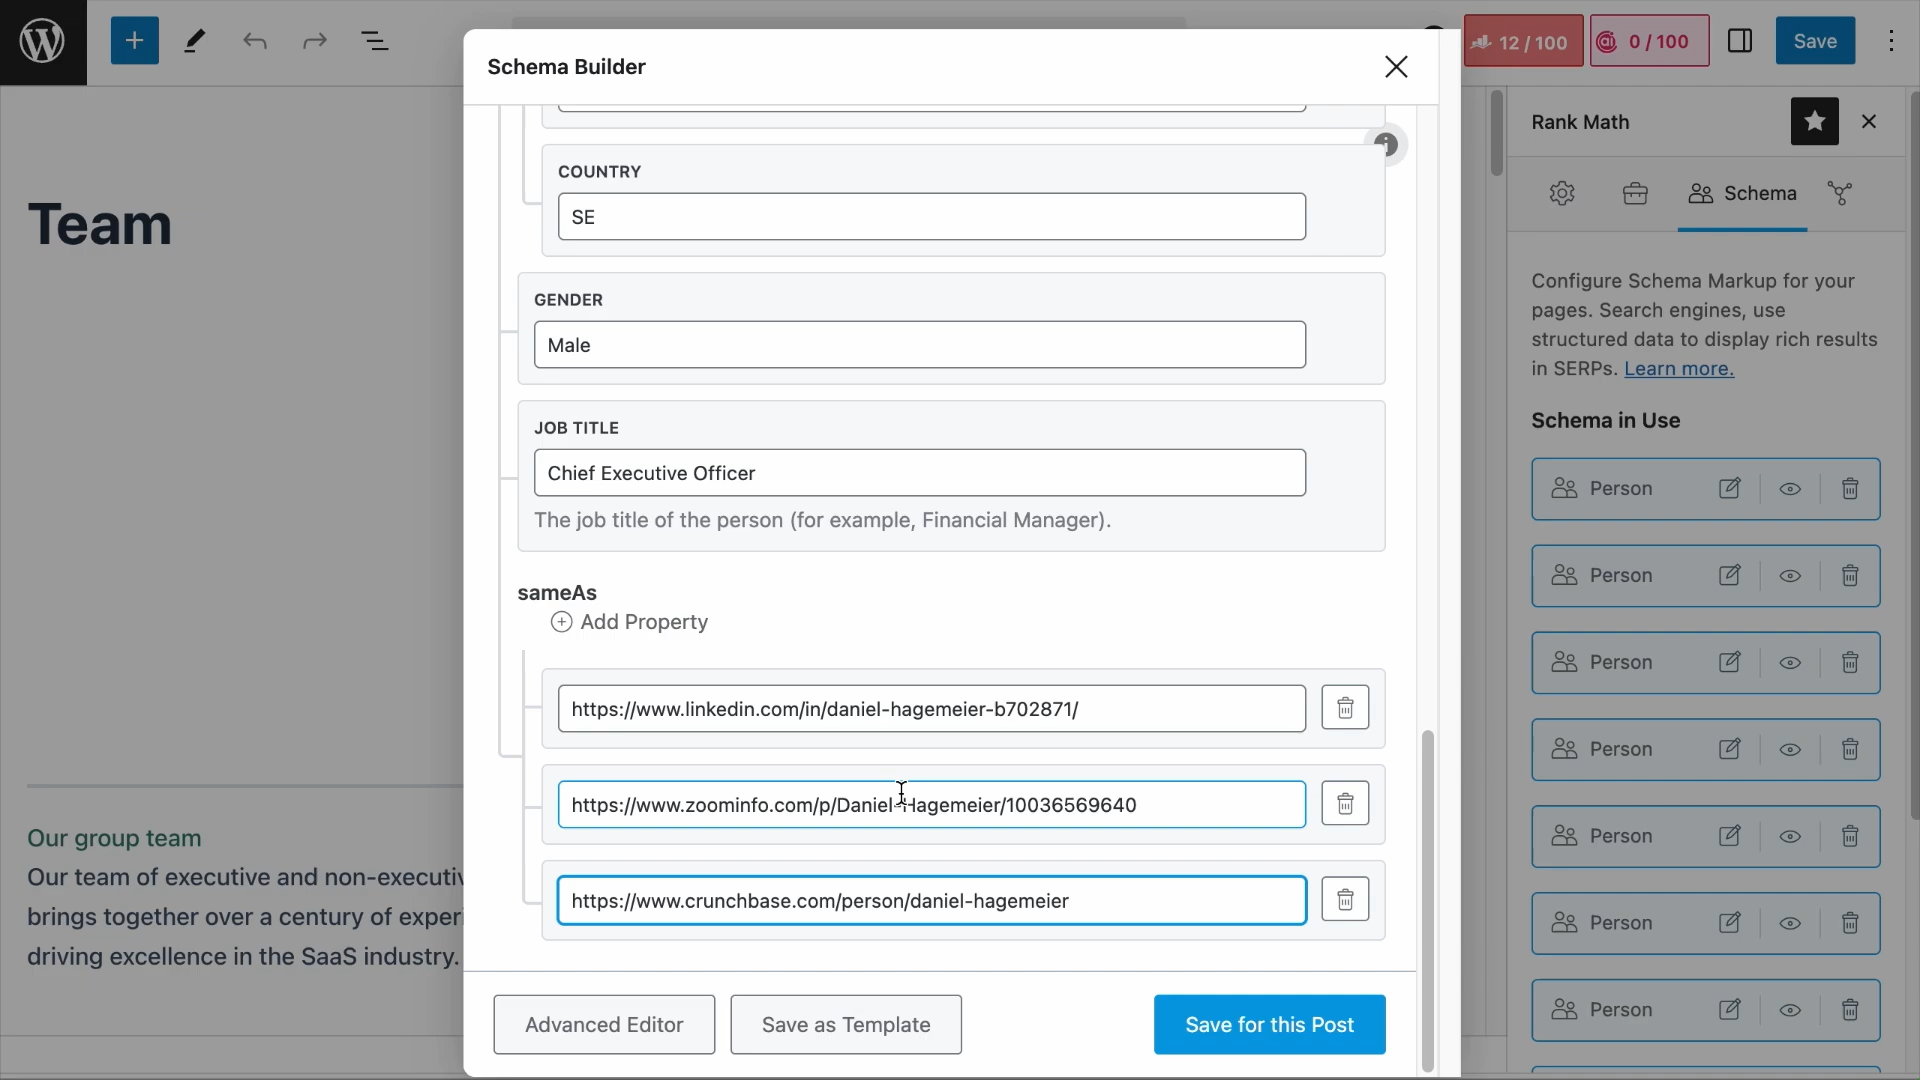 12 / 100
0 / 100
Save
Schema Builder
Rank Math
Schema
COUNTRY
SE
Team
GENDER
Male
Configure Schema Markup for your
pages. Search engines, use
structured data to display rich results
in SERPs. Learn more.
JOB TITLE
Chief Executive Officer
The job title of the person (for example, Financial Manager).
Schema in Use
Person
Person
Person
Person
Person
Person
Person
sameAs
Add Property
https://www.linkedin.com/in/daniel-hagemeier-b702871/
https://www.zoominfo.com/p/Daniel-Hagemeier/10036569640
https://www.crunchbase.com/person/daniel-hagemeier
Our group team
Our team of executive and
brings together over a century of
driving excellence in the SaaS industry.
Advanced Editor
Save as Template
Save for this Post